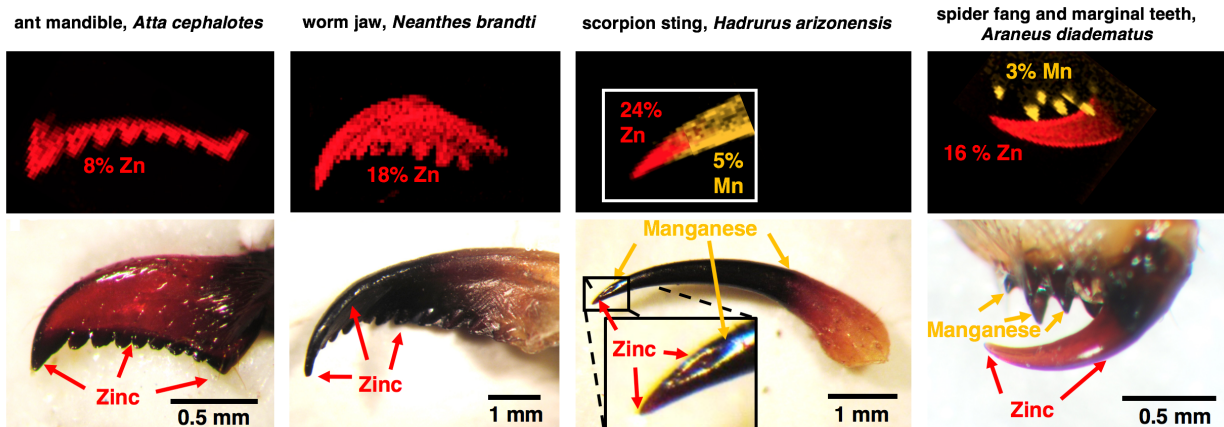 ant mandible, Atta cephalotes
worm jaw, Neanthes brandti
scorpion sting, Hadrurus arizonensis
spider fang and marginal teeth,
Araneus diadematus
8% Zn
18% Zn
24%
Zn
5%
Mn
3% Mn
16 % Zn
Zinc
0.5 mm
Zinc
1 mm
Manganese
Zinc
1 mm
Manganese
Zinc
0.5 mm